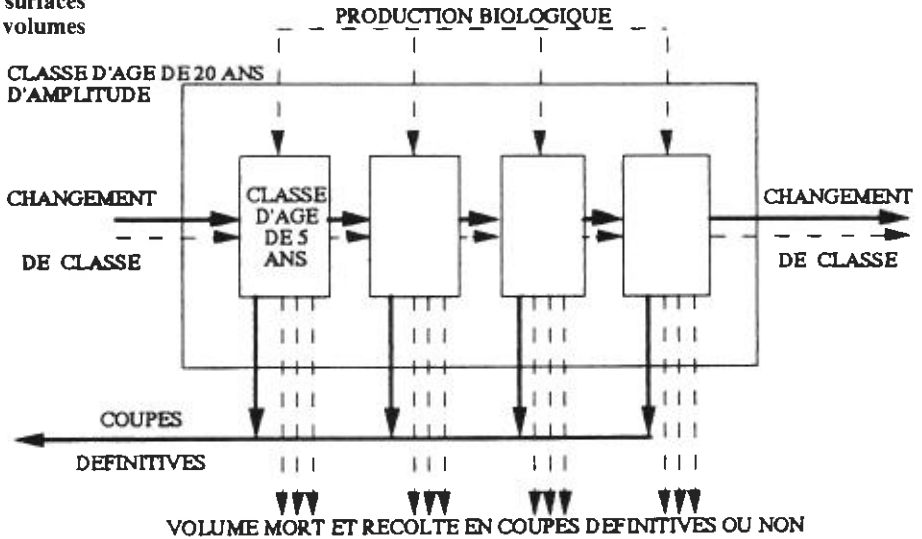 surfaces
volumes
PRODUCTION BIOLOGIQUE
CLASSE D'AGE DE 20 ANS
D'AMPLITUDE
CHANGEMENT
DE CLASSE
CLASSE
D'AGE
DE 5
ANS
CHANGEMENT
DE CLASSE
COUPES
DEFINITIVES
VOLUME MORT ET RECOLTE EN COUPES DEFINITIVES OU NON